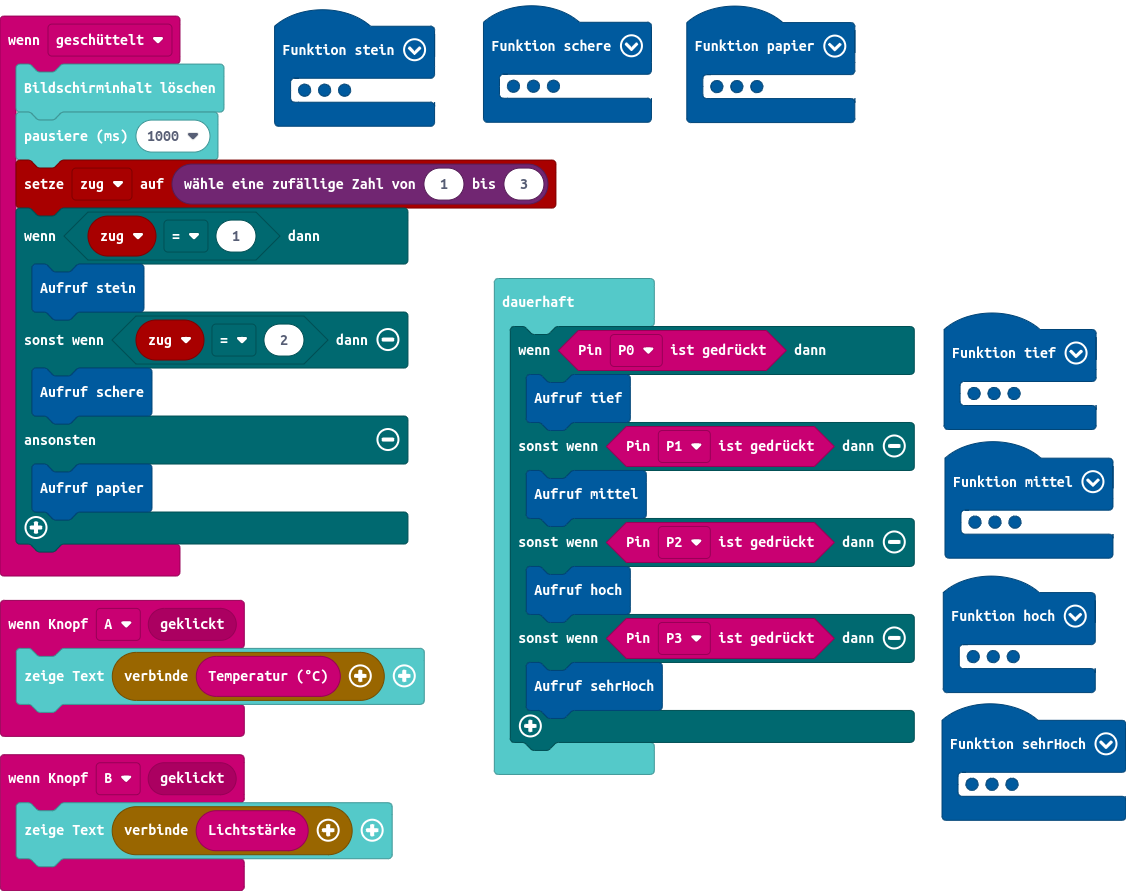 wenn geschüttelt
Bildschirminhalt löschen
pausiere (ms) 1000
setze zug auf wähle eine zufällige Zahl von 1 bis 3
wenn zug = 1 dann
Aufruf stein
sonst wenn zug = 2 dann
Aufruf schere
ansonsten
Aufruf papier
wenn Knopf A geklickt
zeige Text verbinde Temperatur (°C)
wenn Knopf B geklickt
zeige Text verbinde Lichtstärke
Funktion stein
Funktion schere
Funktion papier
dauerhaft
wenn Pin P0 ist gedrückt dann
Aufruf tief
sonst wenn Pin P1 ist gedrückt dann
Aufruf mittel
sonst wenn Pin P2 ist gedrückt dann
Aufruf hoch
sonst wenn Pin P3 ist gedrückt dann
Aufruf sehrHoch
Funktion tief
Funktion mittel
Funktion hoch
Funktion sehrHoch